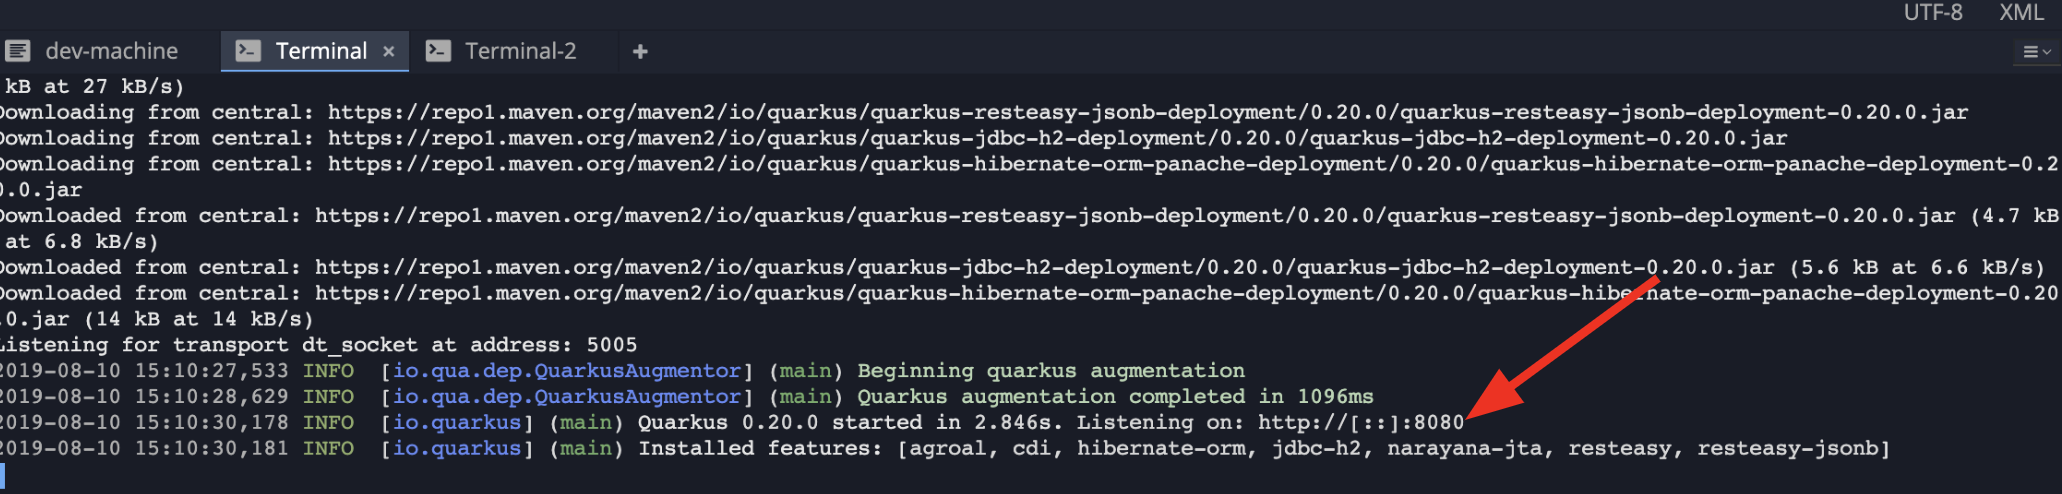 UTF-8 XML
dev-machine Terminal × Terminal-2 +
kB at 27 kB/s)
Downloading from central: https://repo1.maven.org/maven2/io/quarkus/quarkus-resteasy-jsonb-deployment/0.20.0/quarkus-resteasy-jsonb-deployment-0.20.0.jar
Downloading from central: https://repo1.maven.org/maven2/io/quarkus/quarkus-jdbc-h2-deployment/0.20.0/quarkus-jdbc-h2-deployment-0.20.0.jar
Downloading from central: https://repo1.maven.org/maven2/io/quarkus/quarkus-hibernate-orm-panache-deployment/0.20.0/quarkus-hibernate-orm-panache-deployment-0.2
0.0.jar
Downloaded from central: https://repo1.maven.org/maven2/io/quarkus/quarkus-resteasy-jsonb-deployment/0.20.0/quarkus-resteasy-jsonb-deployment-0.20.0.jar (4.7 kB
at 6.8 kB/s)
Downloaded from central: https://repo1.maven.org/maven2/io/quarkus/quarkus-jdbc-h2-deployment/0.20.0/quarkus-jdbc-h2-deployment-0.20.0.jar (5.6 kB at 6.6 kB/s)
Downloaded from central: https://repo1.maven.org/maven2/io/quarkus/quarkus-hibernate-orm-panache-deployment/0.20.0/quarkus-hibernate-orm-panache-deployment-0.20
.0.jar (14 kB at 14 kB/s)
Listening for transport dt_socket at address: 5005
2019-08-10 15:10:27,533 INFO [io.qua.dep.QuarkusAugmentor] (main) Beginning quarkus augmentation
2019-08-10 15:10:28,629 INFO [io.qua.dep.QuarkusAugmentor] (main) Quarkus augmentation completed in 1096ms
2019-08-10 15:10:30,178 INFO [io.quarkus] (main) Quarkus 0.20.0 started in 2.846s. Listening on: http://[::]:8080
2019-08-10 15:10:30,181 INFO [io.quarkus] (main) Installed features: [agroal, cdi, hibernate-orm, jdbc-h2, narayana-jta, resteasy, resteasy-jsonb]